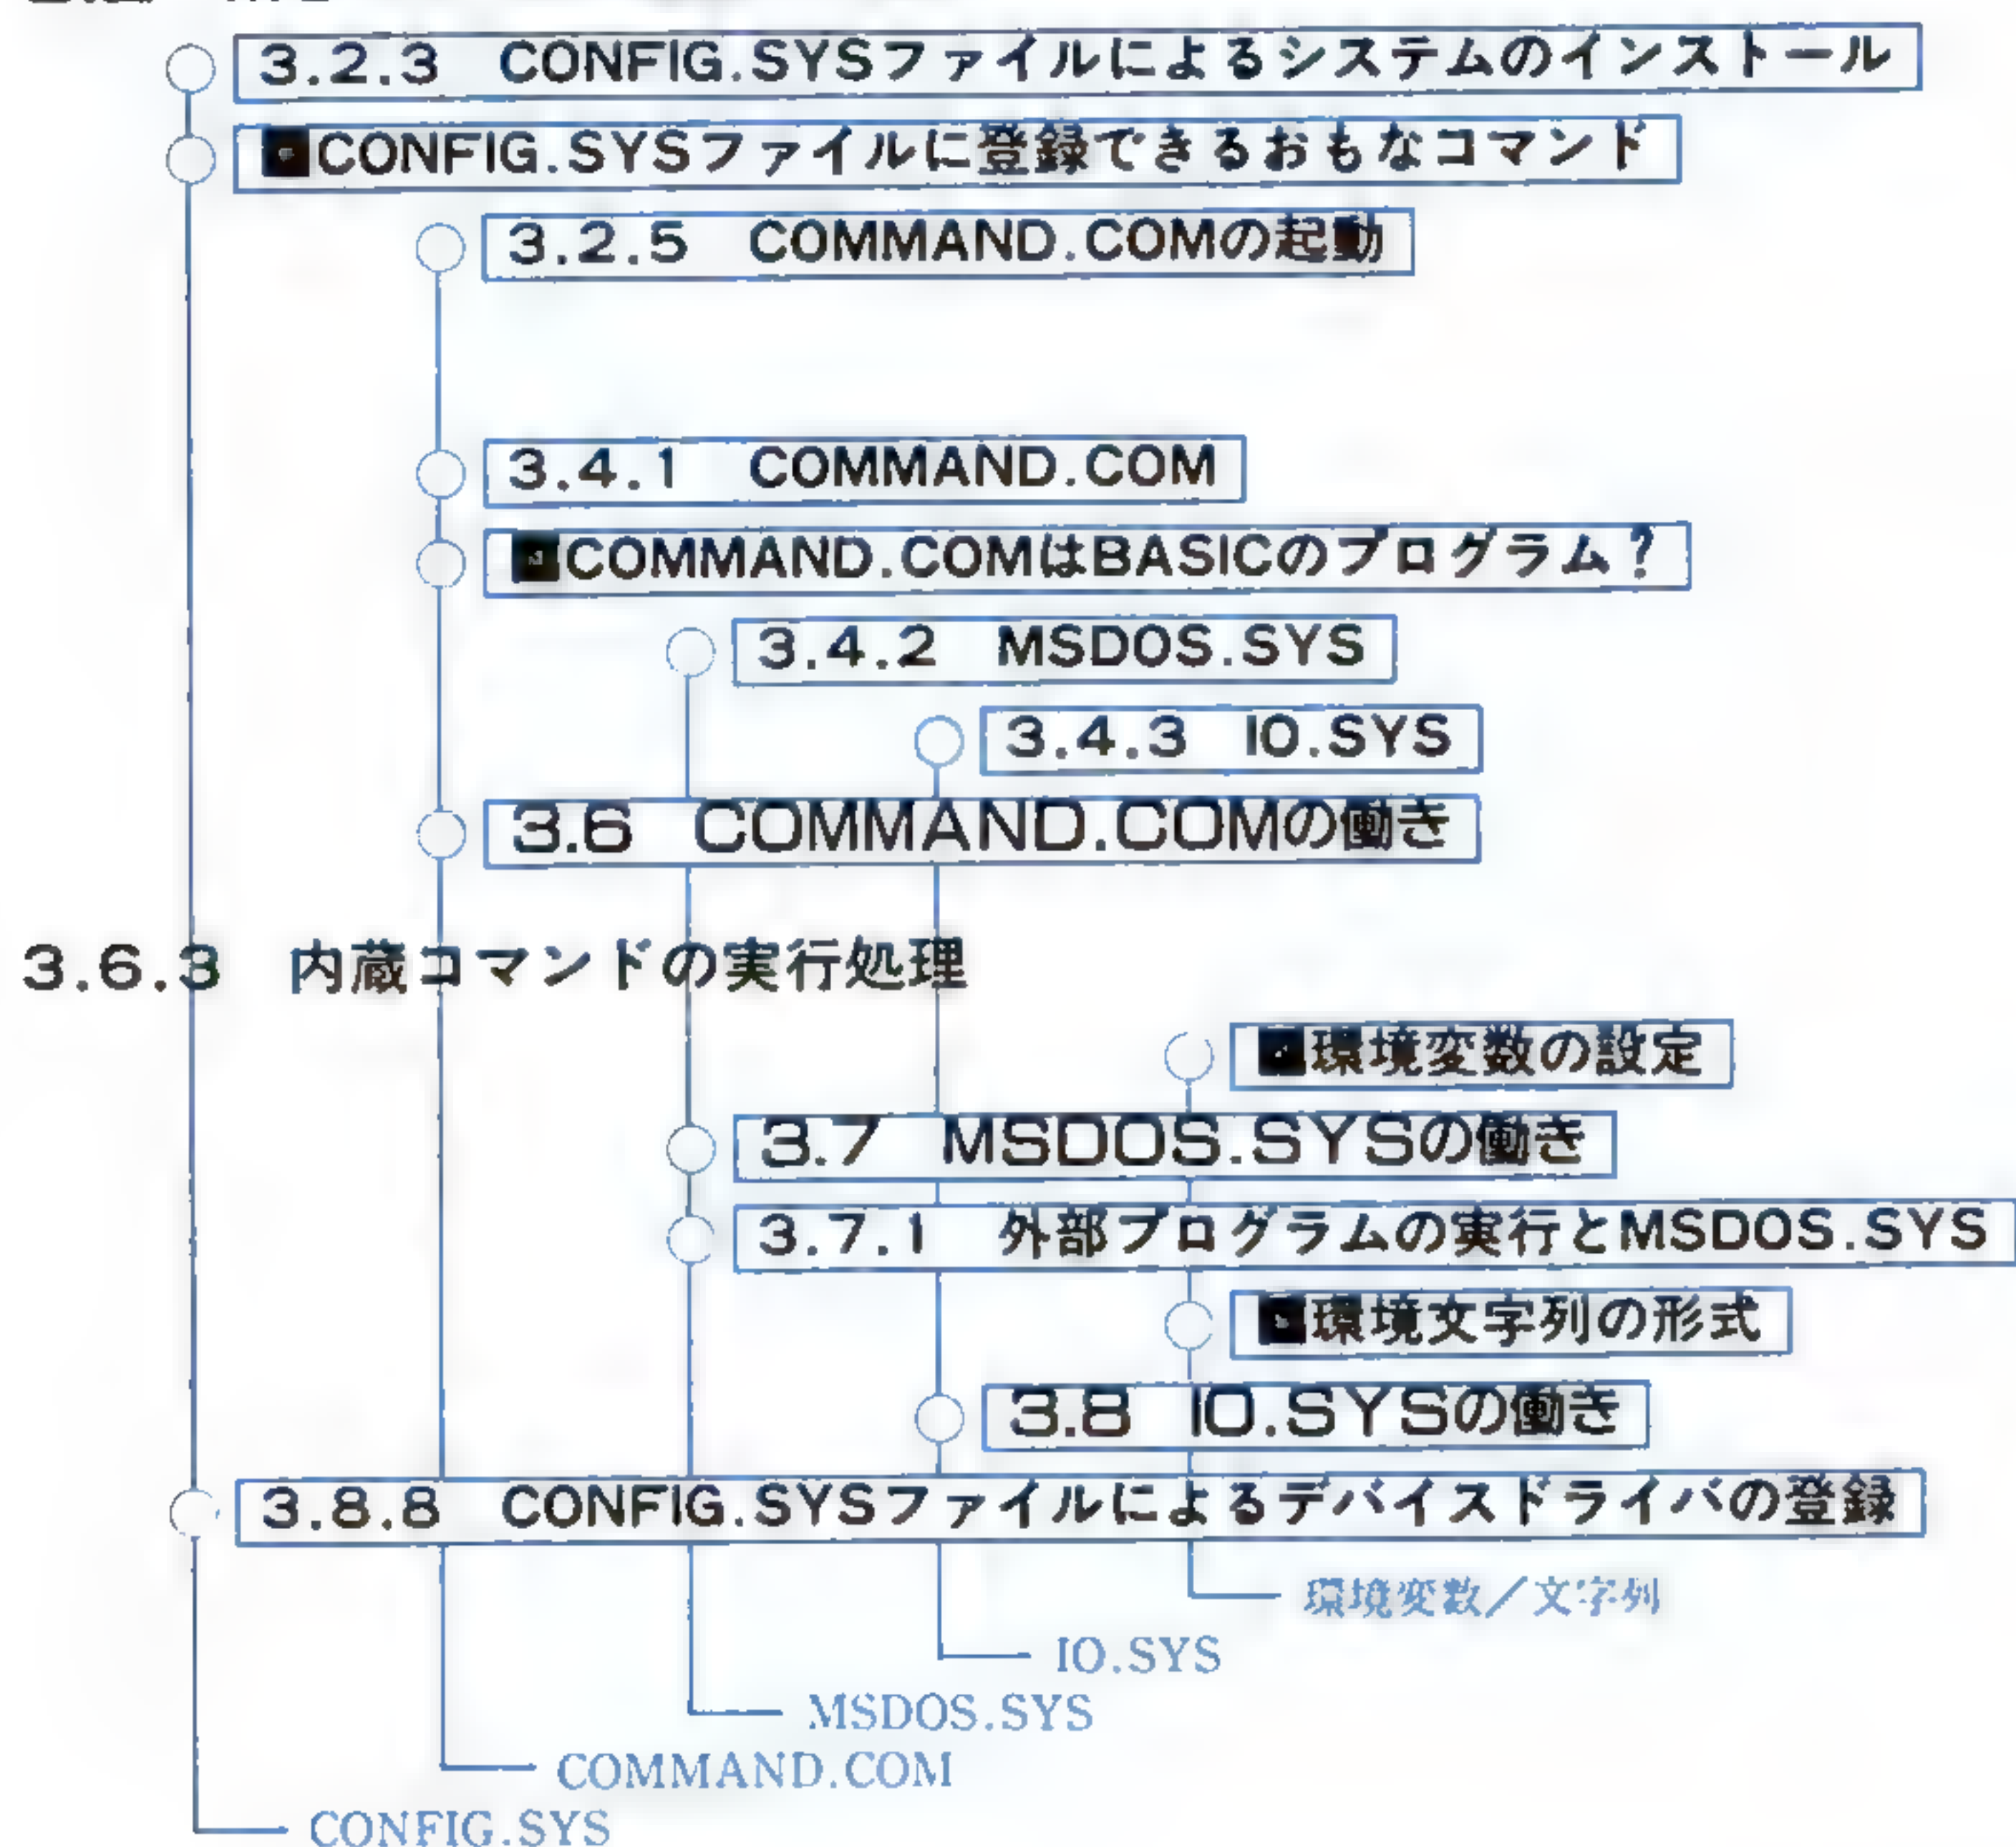 3.2.3 CONFIG.SYSファイルによるシステムのインストール
■CONFIG.SYSファイルに登録できるおもなコマンド
3.2.5 COMMAND.COMの起動
3.4.1 COMMAND.COM
■COMMAND.COMはBASICのプログラム?
3.4.2 MSDOS.SYS
3.4.3 IO.SYS
3.6 COMMAND.COMの働き
3.6.3 内蔵コマンドの実行処理
■環境変数の設定
3.7 MSDOS.SYSの働き
3.7.1 外部プログラムの実行とMSDOS.SYS
■環境文字列の形式
3.8 IO.SYSの働き
3.8.8 CONFIG.SYSファイルによるデバイスドライバの登録
環境変数/文字列
IO.SYS
MSDOS.SYS
COMMAND.COM
CONFIG.SYS